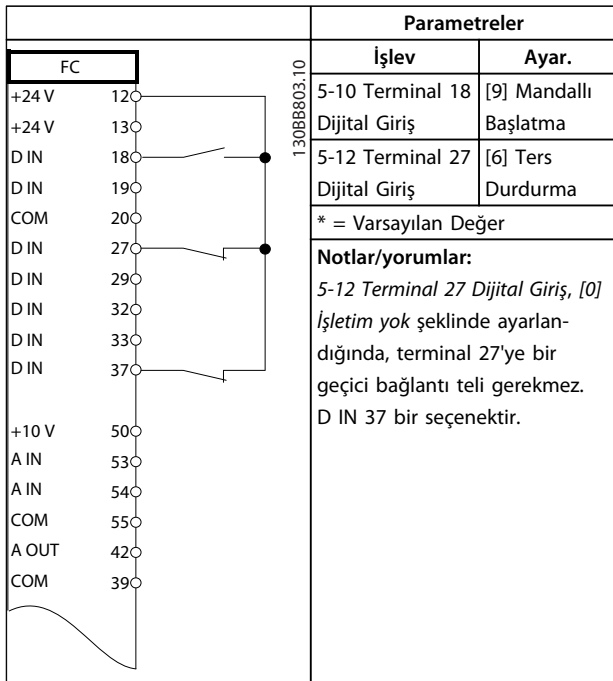 FC
+24 V 12
+24 V 13
D IN 18
D IN 19
COM 20
D IN 27
D IN 29
D IN 32
D IN 33
D IN 37
+10 V 50
A IN 53
A IN 54
COM 55
A OUT 42
COM 39
130BB803.10
Parametreler
İşlev Ayar.
5-10 Terminal 18 [9] Mandallı
Dijital Giriş Başlatma
5-12 Terminal 27 [6] Ters
Dijital Giriş Durdurma
* = Varsayılan Değer
Notlar/yorumlar:
5-12 Terminal 27 Dijital Giriş, [0]
İşletim yok şeklinde ayarlan-
dığında, terminal 27'ye bir
geçici bağlantı teli gerekmez.
D IN 37 bir seçenektir.